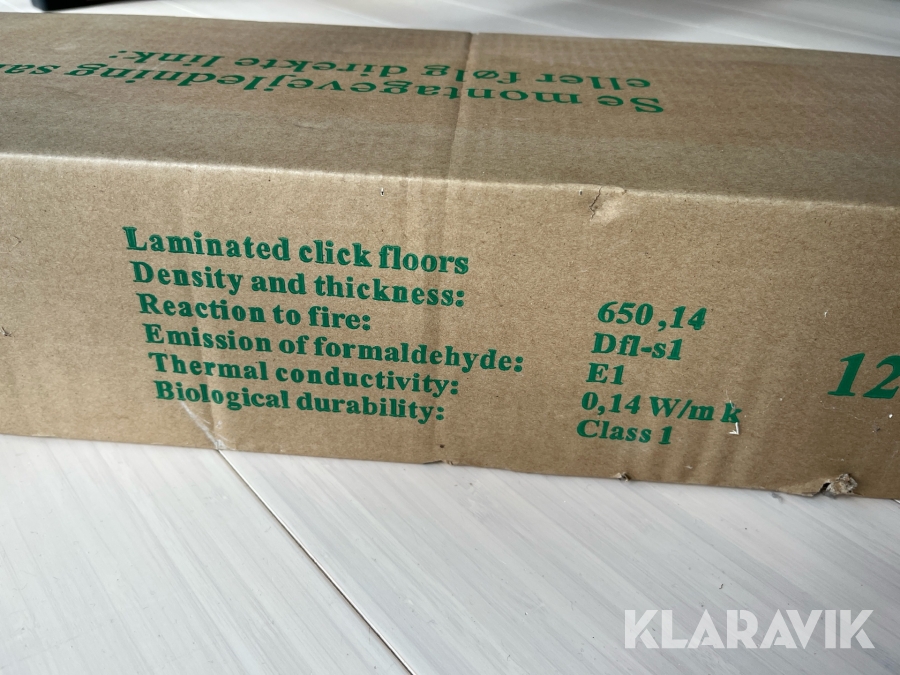 Se montagevejledning
eller følg direkte link:
Laminated click floors
Density and thickness: 650,14
Reaction to fire: Dfl-s1
Emission of formaldehyde: E1
Thermal conductivity: 0,14 W/m k
Biological durability: Class 1
12
KLARAVIK